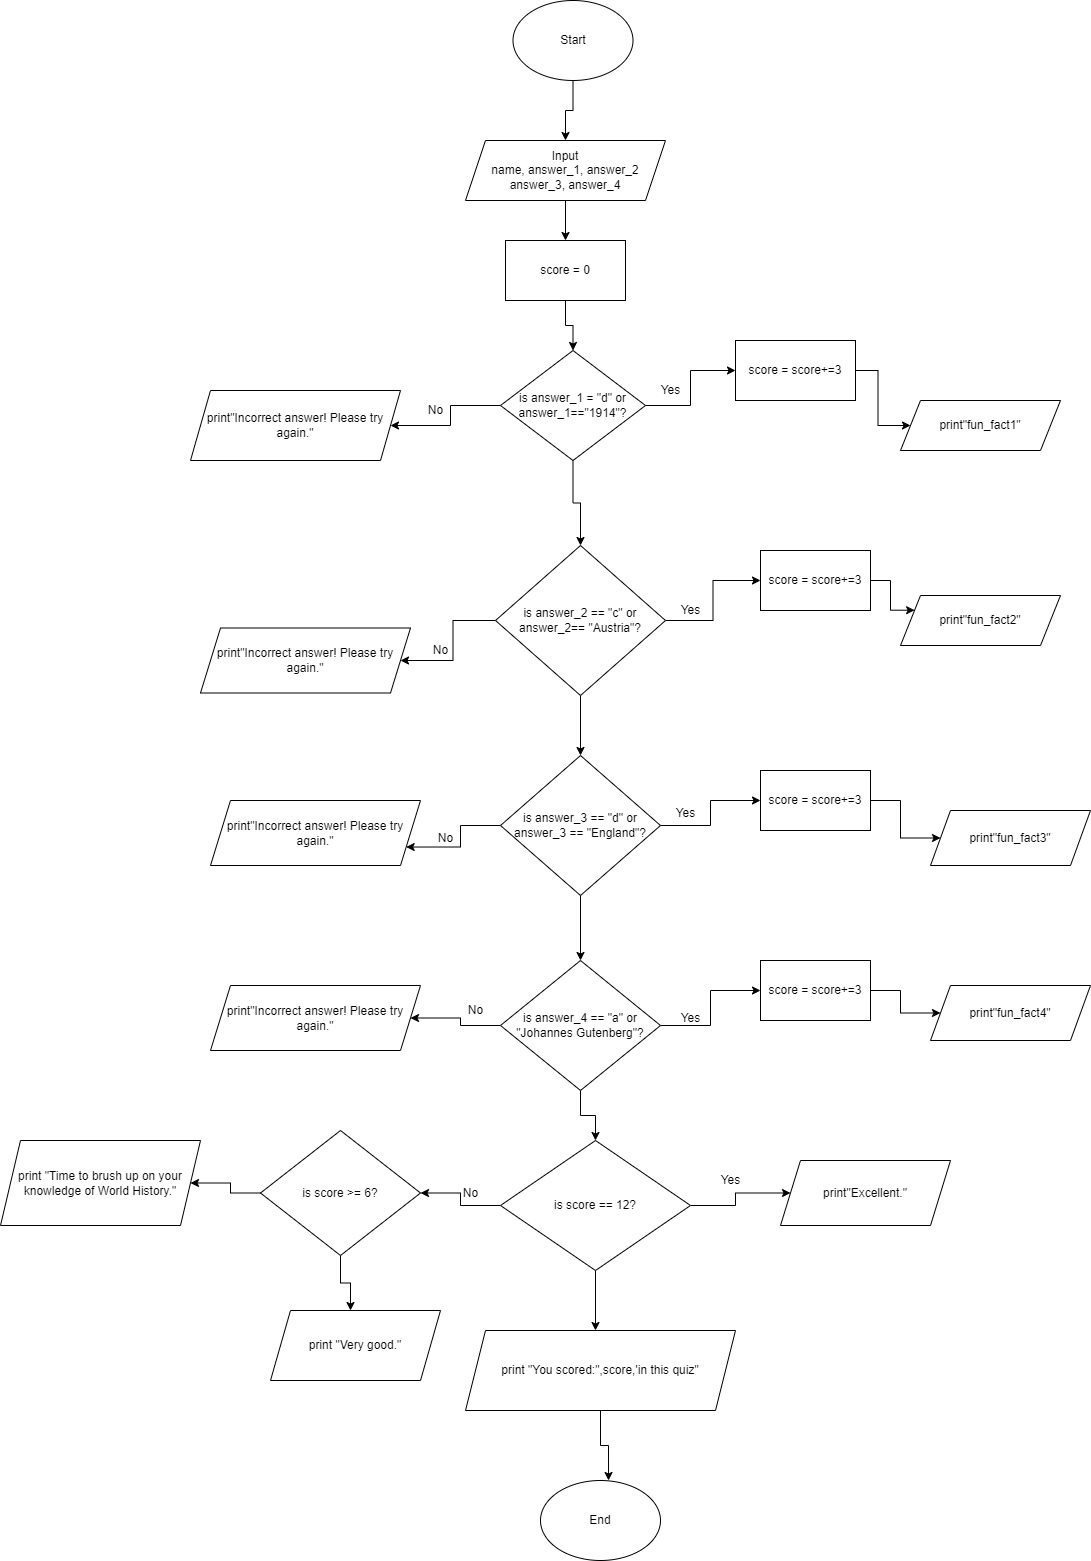 Start
Input
name, answer_1, answer_2
answer_3, answer_4
score = 0
is answer_1 = "d" or
answer_1=="1914"?
Yes
score = score+=3
print"fun_fact1"
No
print"Incorrect answer! Please try
again."
is answer_2 == "c" or
answer_2== "Austria"?
Yes
score = score+=3
print"fun_fact2"
No
print"Incorrect answer! Please try
again."
is answer_3 == "d" or
answer_3 == "England"?
Yes
score = score+=3
print"fun_fact3"
No
print"Incorrect answer! Please try
again."
is answer_4 == "a" or
"Johannes Gutenberg"?
Yes
score = score+=3
print"fun_fact4"
No
print"Incorrect answer! Please try
again."
is score == 12?
Yes
print"Excellent."
No
is score >= 6?
print "Time to brush up on your
knowledge of World History."
print "Very good."
print "You scored:",score,'in this quiz"
End